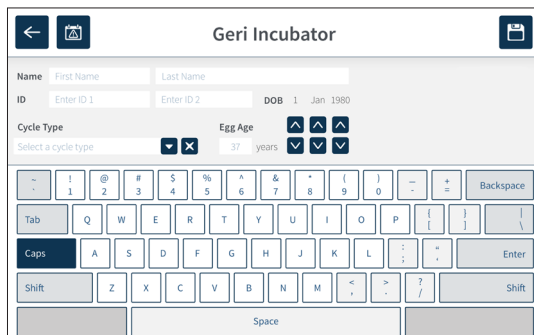 Geri Incubator
Name First Name Last Name
ID Enter ID 1 Enter ID 2 DOB 1 Jan 1980
Cycle Type Egg Age
Select a cycle type 37 years
~ ! @ # $ % ^ & * ( ) _ + Backspace
` 1 2 3 4 5 6 7 8 9 0 - =
Tab Q W E R T Y U I O P { } |
[ ] \
Caps A S D F G H J K L : " Enter
; '
Shift Z X C V B N M < > ? Shift
, . /
Space